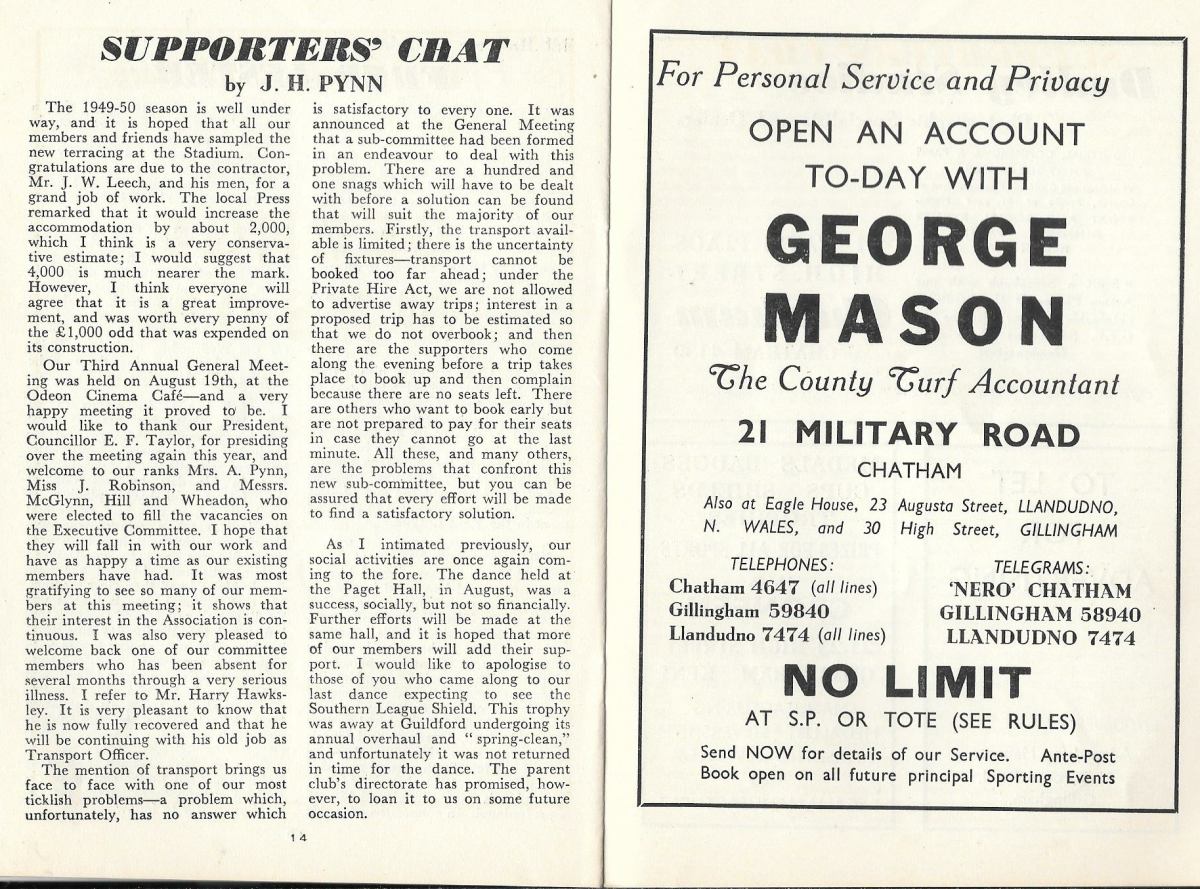 SUPPORTERS' CHAT
by J. H. PYNN
The 1949-50 season is well under
way, and it is hoped that all our
members and friends have sampled the
new terracing at the Stadium. Con-
gratulations are due to the contractor,
Mr. J. W. Leech, and his men, for a
grand job of work. The local Press
remarked that it would increase the
accommodation by about 2,000,
which I think is a very conserva-
tive estimate; I would suggest that
4,000 is much nearer the mark.
However, I think everyone will
agree that it is a great improve-
ment, and was worth every penny of
the £1,000 odd that was expended on
its construction.
Our Third Annual General Meet-
ing was held on August 19th, at the
Odeon Cinema Café—and a very
happy meeting it proved to be. I
would like to thank our President,
Councillor E. F. Taylor, for presiding
over the meeting again this year, and
welcome to our ranks Mrs. A. Pynn,
Miss J. Robinson, and Messrs.
McGlynn, Hill and Wheadon, who
were elected to fill the vacancies on
the Executive Committee. I hope that
they will fall in with our work and
have as happy a time as our existing
members have had. It was most
gratifying to see so many of our mem-
bers at this meeting; it shows that
their interest in the Association is con-
tinuous. I was also very pleased to
welcome back one of our committee
members who has been absent for
several months through a very serious
illness. I refer to Mr. Harry Hawks-
ley. It is very pleasant to know that
he is now fully recovered and that he
will be continuing with his old job as
Transport Officer.
The mention of transport brings us
face to face with one of our most
ticklish problems—a problem which,
unfortunately, has no answer which
is satisfactory to every one. It was
announced at the General Meeting
that a sub-committee had been formed
in an endeavour to deal with this
problem. There are a hundred and
one snags which will have to be dealt
with before a solution can be found
that will suit the majority of our
members. Firstly, the transport avail-
able is limited; there is the uncertainty
of fixtures—transport cannot be
booked too far ahead; under the
Private Hire Act, we are not allowed
to advertise away trips; interest in a
proposed trip has to be estimated so
that we do not overbook; and then
there are the supporters who come
along the evening before a trip takes
place to book up and then complain
because there are no seats left. There
are others who want to book early but
are not prepared to pay for their seats
in case they cannot go at the last
minute. All these, and many others,
are the problems that confront this
new sub-committee, but you can be
assured that every effort will be made
to find a satisfactory solution.
As I intimated previously, our
social activities are once again com-
ing to the fore. The dance held at
the Paget Hall, in August, was a
success, socially, but not so financially.
Further efforts will be made at the
same hall, and it is hoped that more
of our members will add their sup-
port. I would like to apologise to
those of you who came along to our
last dance expecting to see the
Southern League Shield. This trophy
was away at Guildford undergoing its
annual overhaul and "spring-clean,"
and unfortunately it was not returned
in time for the dance. The parent
club's directorate has promised, how-
ever, to loan it to us on some future
occasion.
14
For Personal Service and Privacy
OPEN AN ACCOUNT
TO-DAY WITH
GEORGE
MASON
The County Turf Accountant
21 MILITARY ROAD
CHATHAM
Also at Eagle House, 23 Augusta Street, LLANDUDNO,
N. WALES, and 30 High Street, GILLINGHAM
TELEPHONES:
Chatham 4647 (all lines)
Gillingham 59840
Llandudno 7474 (all lines)
TELEGRAMS:
'NERO' CHATHAM
GILLINGHAM 58940
LLANDUDNO 7474
NO LIMIT
AT S.P. OR TOTE (SEE RULES)
Send NOW for details of our Service. Ante-Post
Book open on all future principal Sporting Events